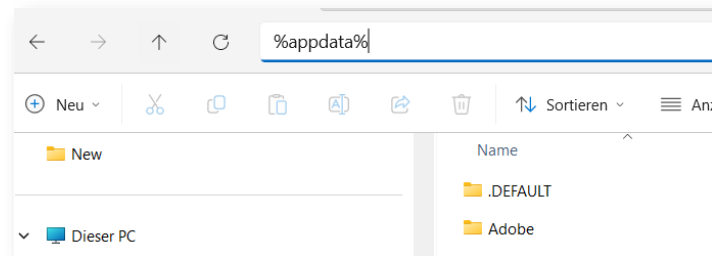 %appdata%
Neu
Sortieren
Anz
New
Name
.DEFAULT
Adobe
Dieser PC